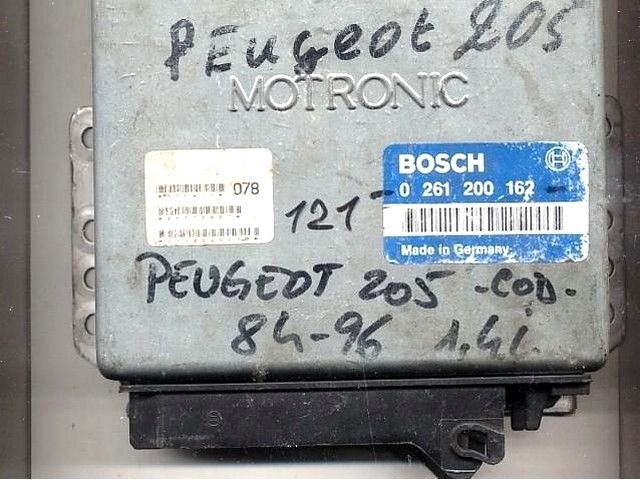 PEUGEOT 205
MOTRONIC
BOSCH
078
0 261 200 162
121-
Made in Germany
PEUGEOT 205 -COD-
84-96 1.4i.